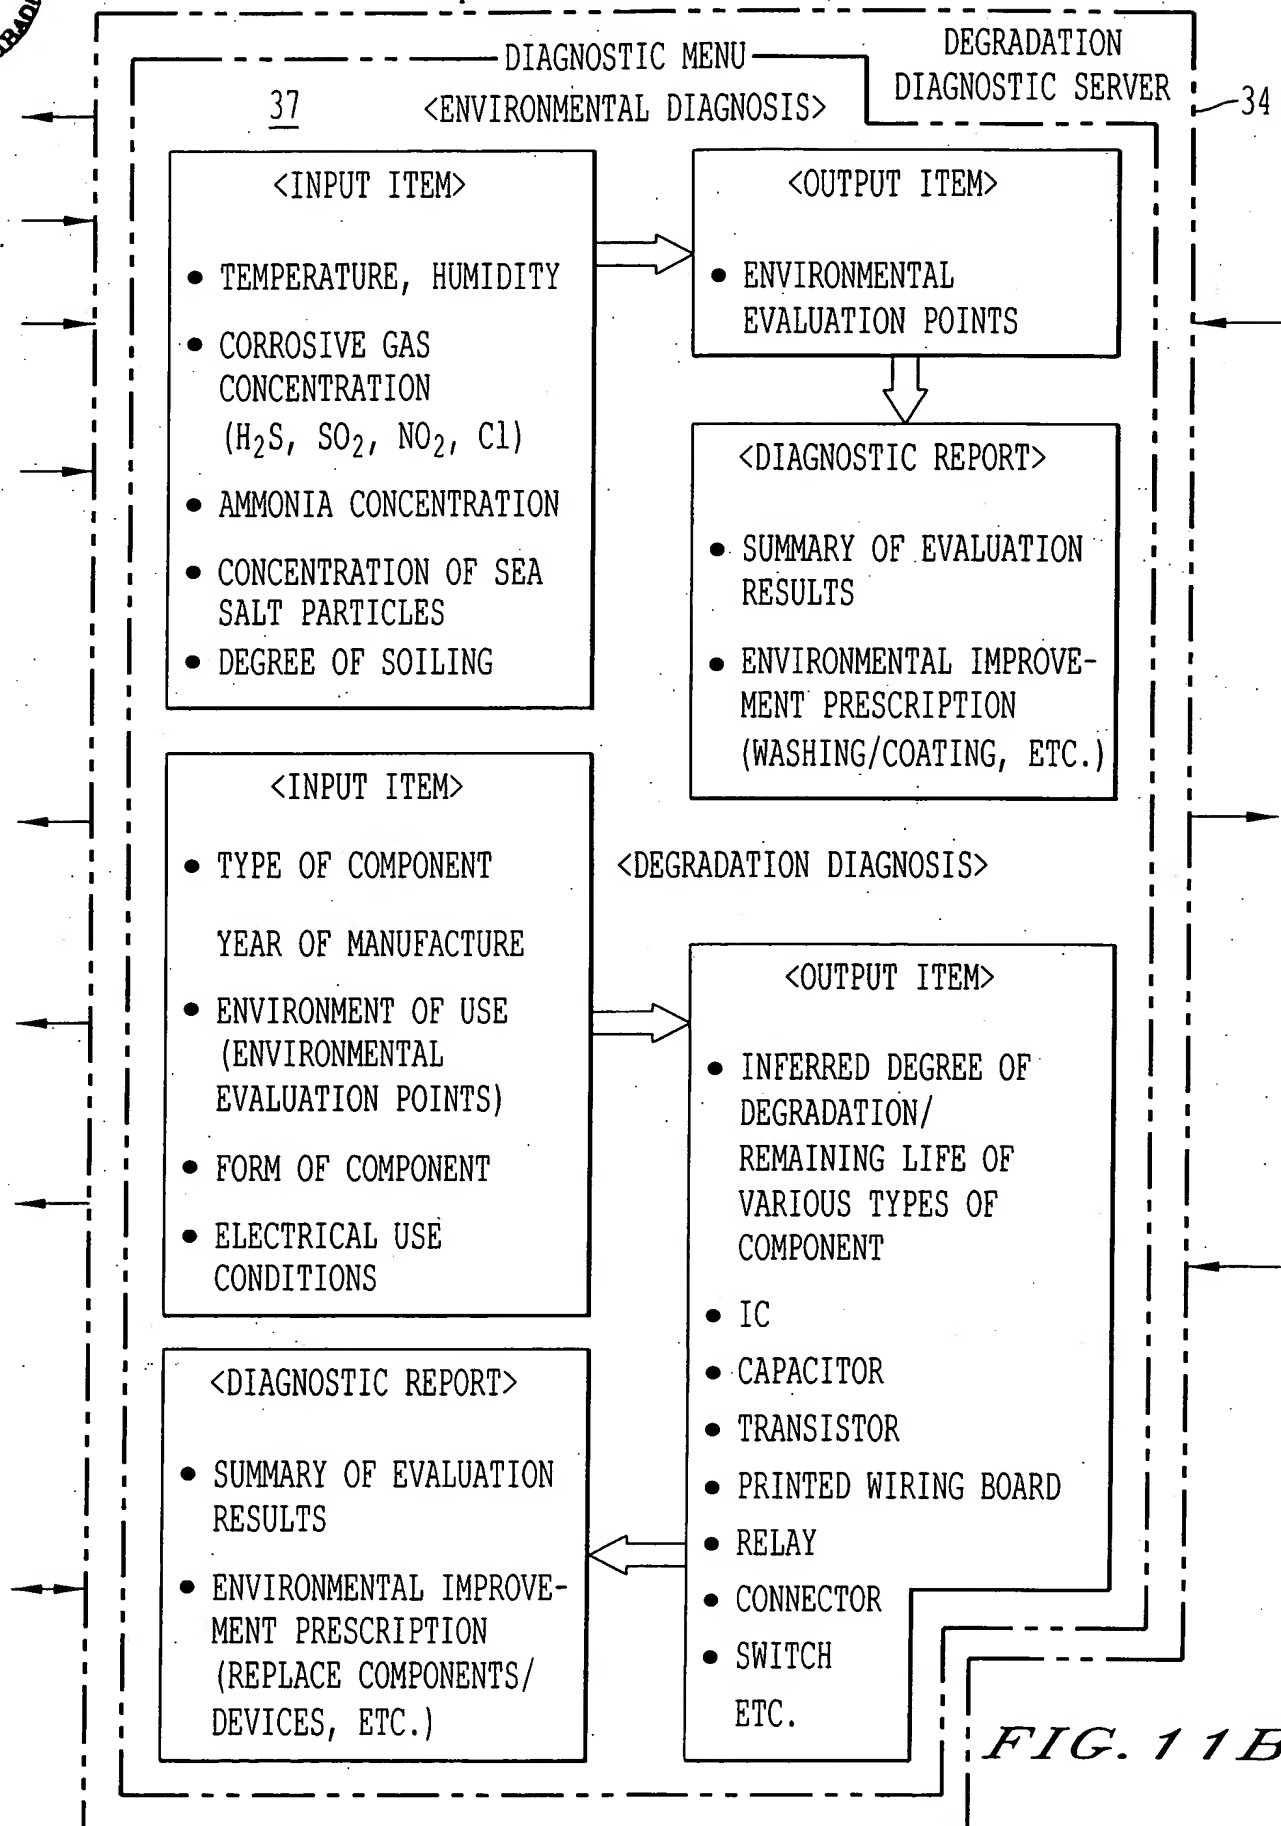 DEGRADATION
DIAGNOSTIC SERVER
34
DIAGNOSTIC MENU
37
<ENVIRONMENTAL DIAGNOSIS>
<INPUT ITEM>
• TEMPERATURE, HUMIDITY
• CORROSIVE GAS
CONCENTRATION
(H₂S, SO₂, NO₂, Cl)
• AMMONIA CONCENTRATION
• CONCENTRATION OF SEA
SALT PARTICLES
• DEGREE OF SOILING
<OUTPUT ITEM>
• ENVIRONMENTAL
EVALUATION POINTS
<DIAGNOSTIC REPORT>
• SUMMARY OF EVALUATION
RESULTS
• ENVIRONMENTAL IMPROVE-
MENT PRESCRIPTION
(WASHING/COATING, ETC.)
<DEGRADATION DIAGNOSIS>
<INPUT ITEM>
• TYPE OF COMPONENT
YEAR OF MANUFACTURE
• ENVIRONMENT OF USE
(ENVIRONMENTAL
EVALUATION POINTS)
• FORM OF COMPONENT
• ELECTRICAL USE
CONDITIONS
<OUTPUT ITEM>
• INFERRED DEGREE OF
DEGRADATION/
REMAINING LIFE OF
VARIOUS TYPES OF
COMPONENT
• IC
• CAPACITOR
• TRANSISTOR
• PRINTED WIRING BOARD
• RELAY
• CONNECTOR
• SWITCH
ETC.
<DIAGNOSTIC REPORT>
• SUMMARY OF EVALUATION
RESULTS
• ENVIRONMENTAL IMPROVE-
MENT PRESCRIPTION
(REPLACE COMPONENTS/
DEVICES, ETC.)
FIG. 11B